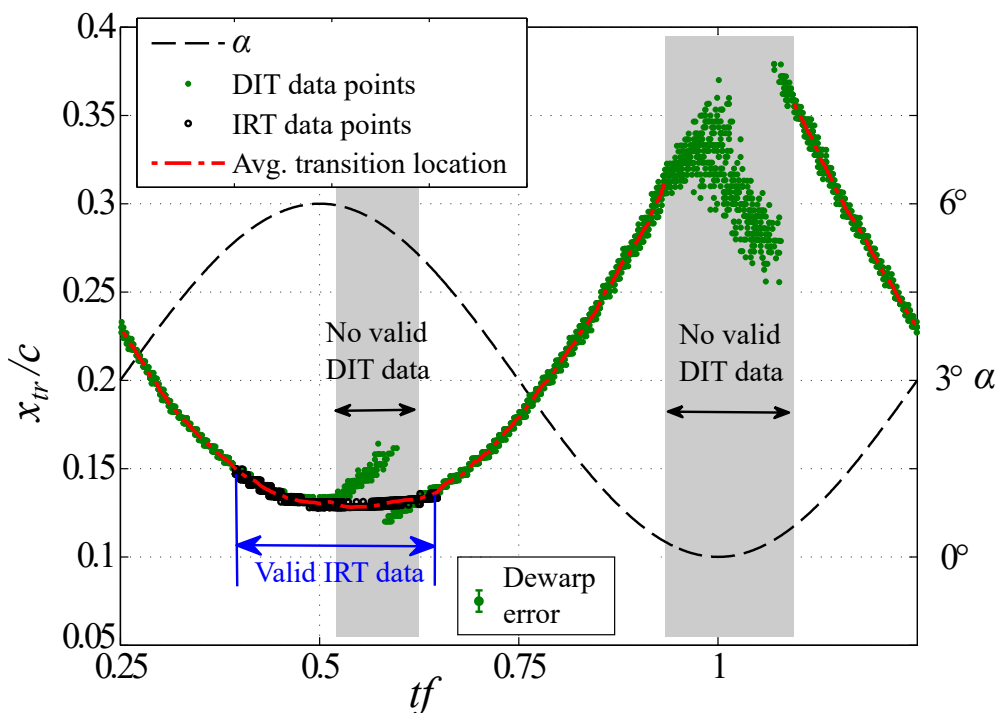 0.4
0.35
0.3
0.25
0.2
0.15
0.1
0.05
x_tr/c
α
DIT data points
IRT data points
Avg. transition location
No valid
DIT data
No valid
DIT data
Valid IRT data
Dewarp
error
6°
3° α
0°
0.25
0.5
0.75
1
tf